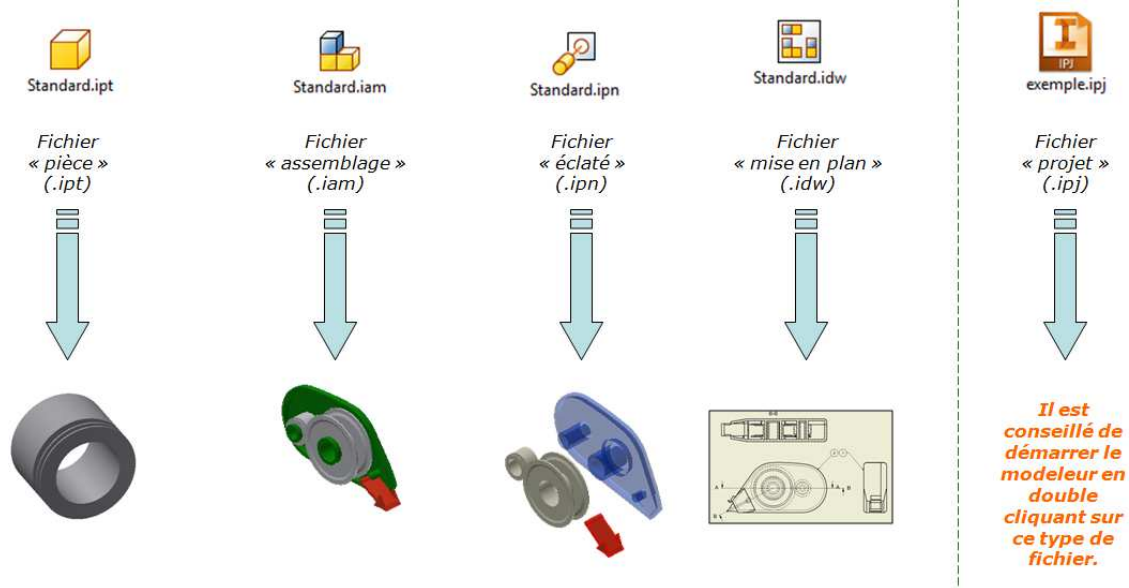 Standard.ipt
Fichier
« pièce »
(.ipt)
Standard.iam
Fichier
« assemblage »
(.iam)
Standard.ipn
Fichier
« éclaté »
(.ipn)
Standard.idw
Fichier
« mise en plan »
(.idw)
IPJ
exemple.ipj
Fichier
« projet »
(.ipj)
Il est
conseillé de
démarrer le
modeleur en
double
cliquant sur
ce type de
fichier.